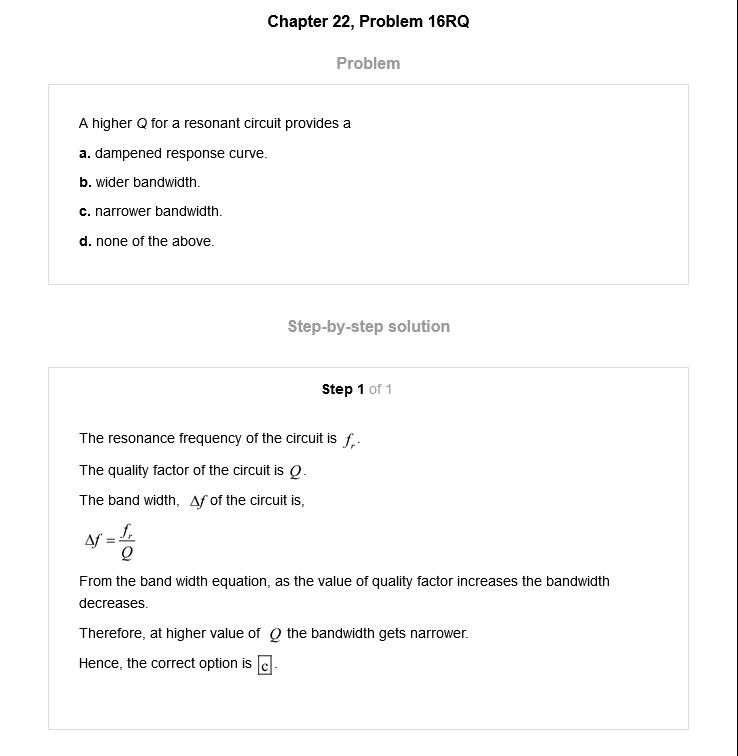 Chapter 22, Problem 16RQ
Problem
A higher Q for a resonant circuit provides a
a. dampened response curve.
b. wider bandwidth.
c. narrower bandwidth.
d. none of the above.
Step-by-step solution
Step 1 of 1
The resonance frequency of the circuit is f_r.
The quality factor of the circuit is Q.
The band width, Δf of the circuit is,
Δf = f_r / Q
From the band width equation, as the value of quality factor increases the bandwidth
decreases.
Therefore, at higher value of Q the bandwidth gets narrower.
Hence, the correct option is c.